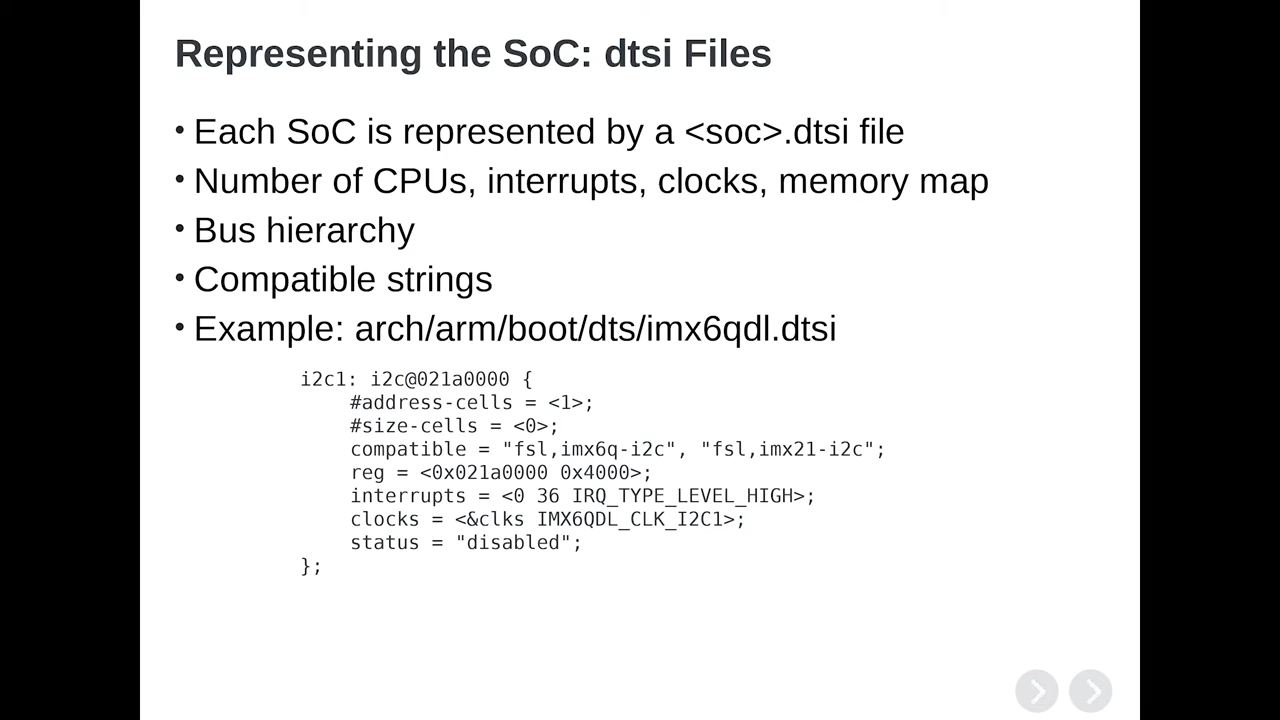 Representing the SoC: dtsi Files
• Each SoC is represented by a <soc>.dtsi file
• Number of CPUs, interrupts, clocks, memory map
• Bus hierarchy
• Compatible strings
• Example: arch/arm/boot/dts/imx6qdl.dtsi
i2c1: i2c@021a0000 {
#address-cells = <1>;
#size-cells = <0>;
compatible = "fsl,imx6q-i2c", "fsl,imx21-i2c";
reg = <0x021a0000 0x4000>;
interrupts = <0 36 IRQ_TYPE_LEVEL_HIGH>;
clocks = <&clks IMX6QDL_CLK_I2C1>;
status = "disabled";
};